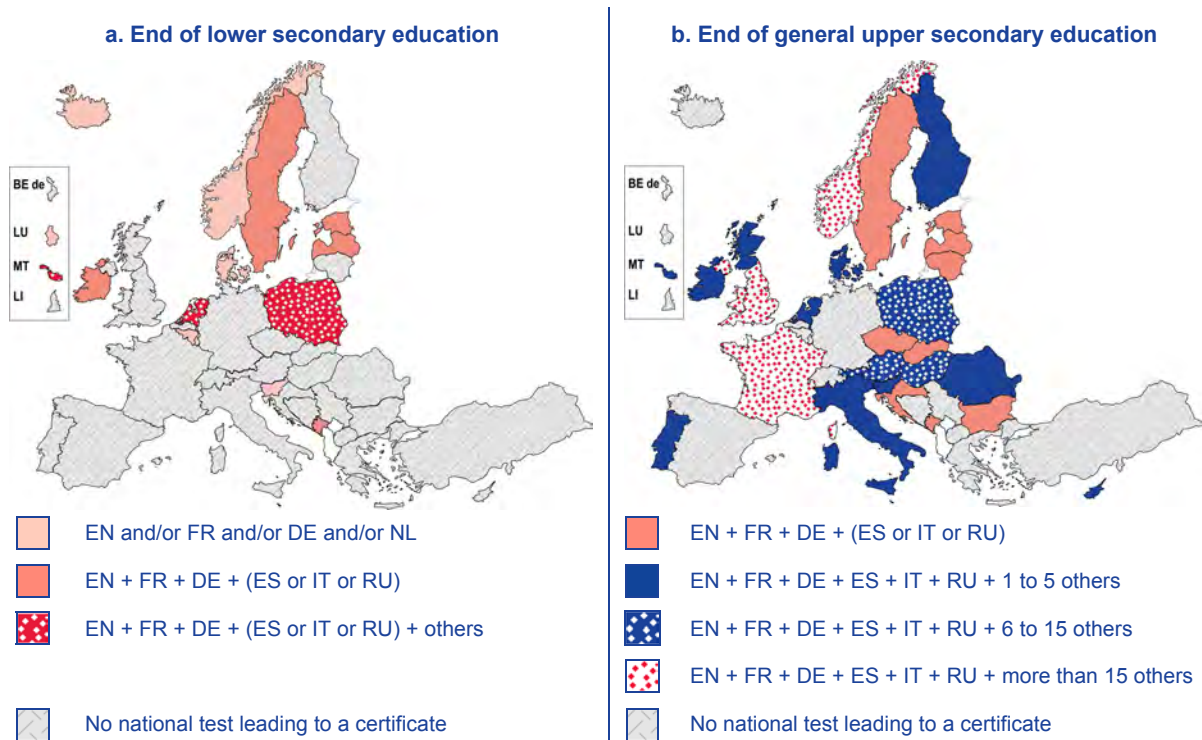 a. End of lower secondary education
BE de
LU
MT
LI
EN and/or FR and/or DE and/or NL
EN + FR + DE + (ES or IT or RU)
EN + FR + DE + (ES or IT or RU) + others
No national test leading to a certificate
b. End of general upper secondary education
BE de
LU
MT
LI
EN + FR + DE + (ES or IT or RU)
EN + FR + DE + ES + IT + RU + 1 to 5 others
EN + FR + DE + ES + IT + RU + 6 to 15 others
EN + FR + DE + ES + IT + RU + more than 15 others
No national test leading to a certificate